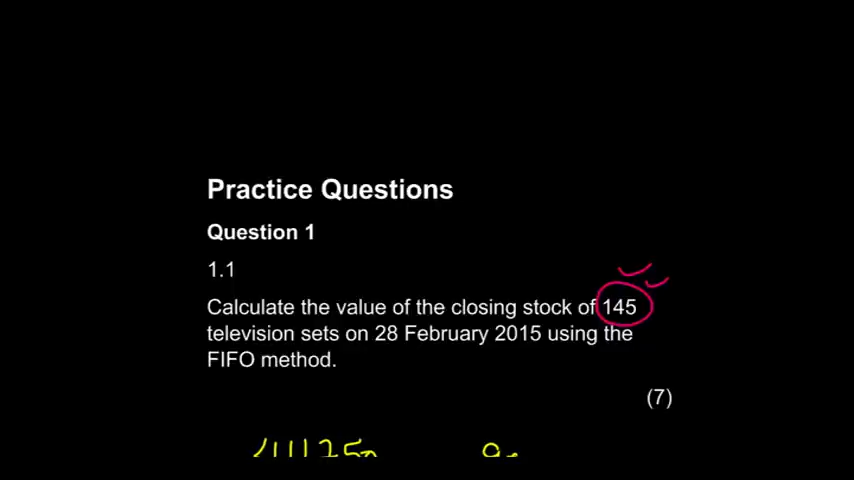 Practice Questions
Question 1
1.1
Calculate the value of the closing stock of 145
television sets on 28 February 2015 using the
FIFO method.
(7)